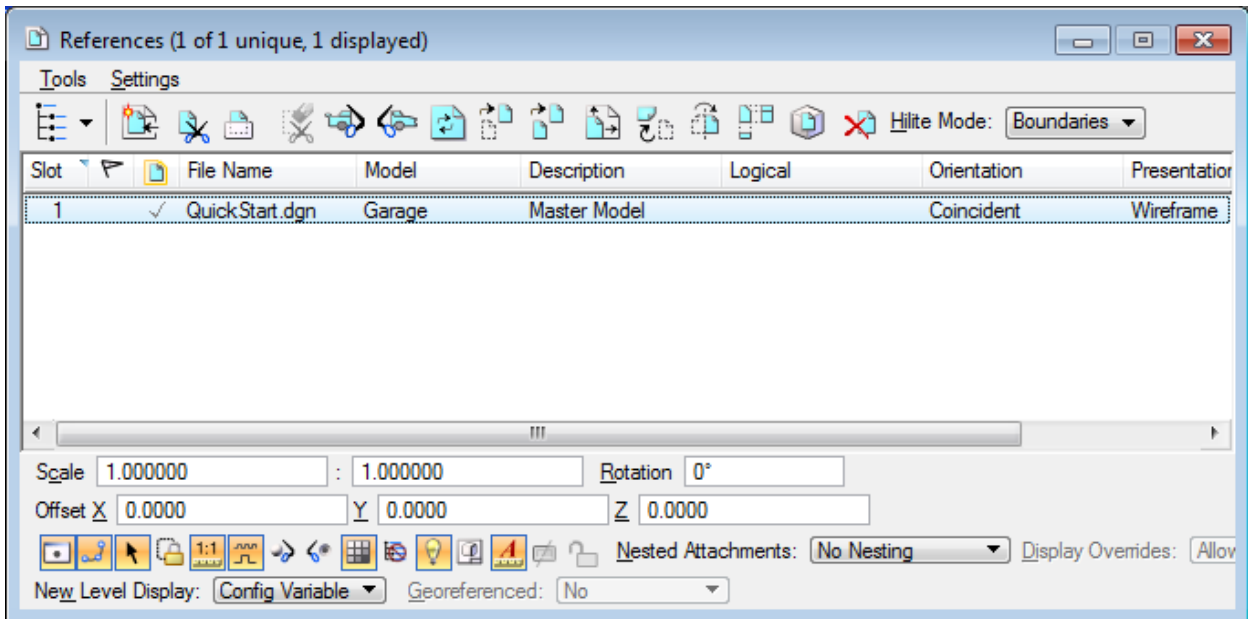 References (1 of 1 unique, 1 displayed)
Tools Settings
Hilite Mode: Boundaries
Slot File Name Model Description Logical Orientation Presentation
1 QuickStart.dgn Garage Master Model Coincident Wireframe
Scale 1.000000 : 1.000000 Rotation 0°
Offset X 0.0000 Y 0.0000 Z 0.0000
1:1 A Nested Attachments: No Nesting Display Overrides: Allow
New Level Display: Config Variable Georeferenced: No